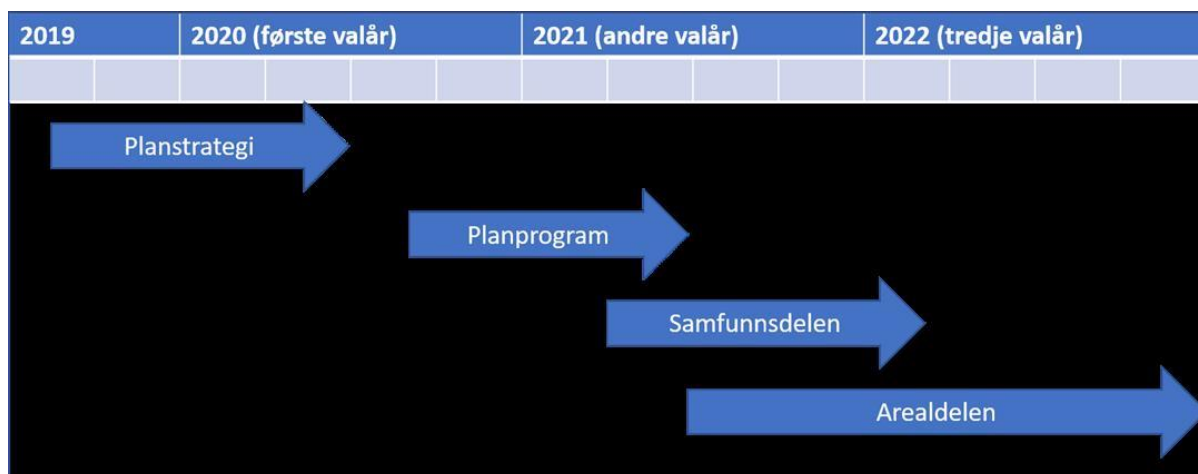 2019 2020 (første valår) 2021 (andre valår) 2022 (tredje valår)
Planstrategi
Planprogram
Samfunnsdelen
Arealdelen